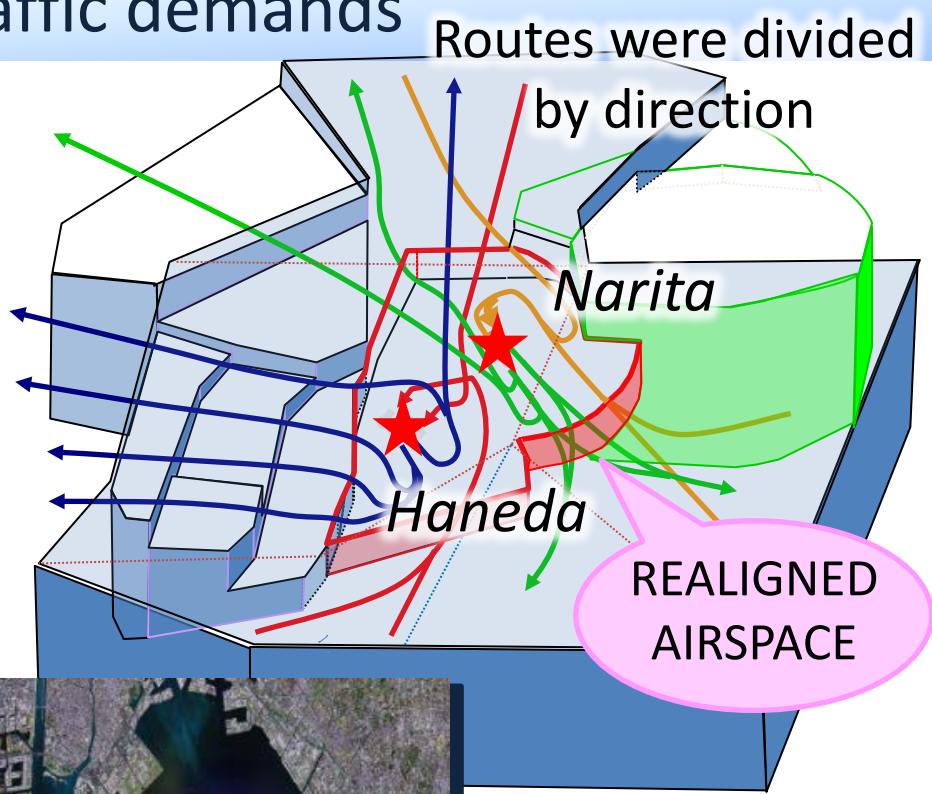 affic demands
Routes were divided
by direction
Narita
Haneda
REALIGNED
AIRSPACE